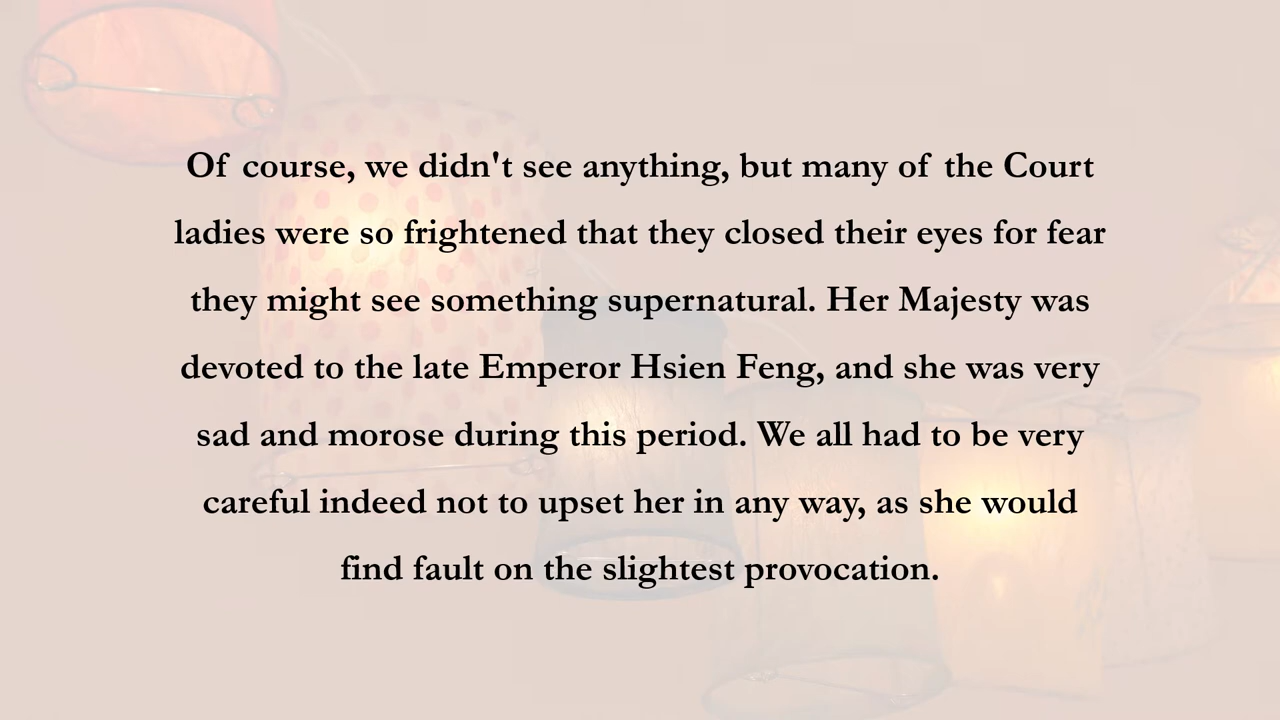 Of course, we didn't see anything, but many of the Court
ladies were so frightened that they closed their eyes for fear
they might see something supernatural. Her Majesty was
devoted to the late Emperor Hsien Feng, and she was very
sad and morose during this period. We all had to be very
careful indeed not to upset her in any way, as she would
find fault on the slightest provocation.